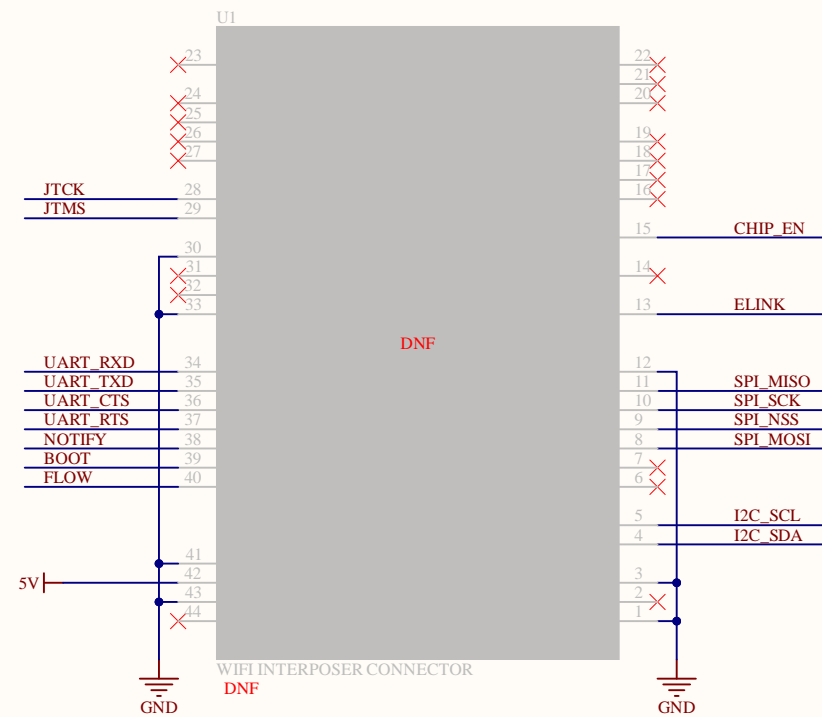 U1
23
22
21
24
20
25
26
19
27
18
17
JTCK
28
16
JTMS
29
15
CHIP_EN
30
31
14
32
33
13
ELINK
DNF
UART_RXD
34
12
UART_TXD
35
11
SPI_MISO
UART_CTS
36
10
SPI_SCK
UART_RTS
37
9
SPI_NSS
NOTIFY
38
8
SPI_MOSI
BOOT
39
7
FLOW
40
6
5
I2C_SCL
4
I2C_SDA
41
5V
42
3
43
2
44
1
WIFI INTERPOSER CONNECTOR
DNF
GND
GND